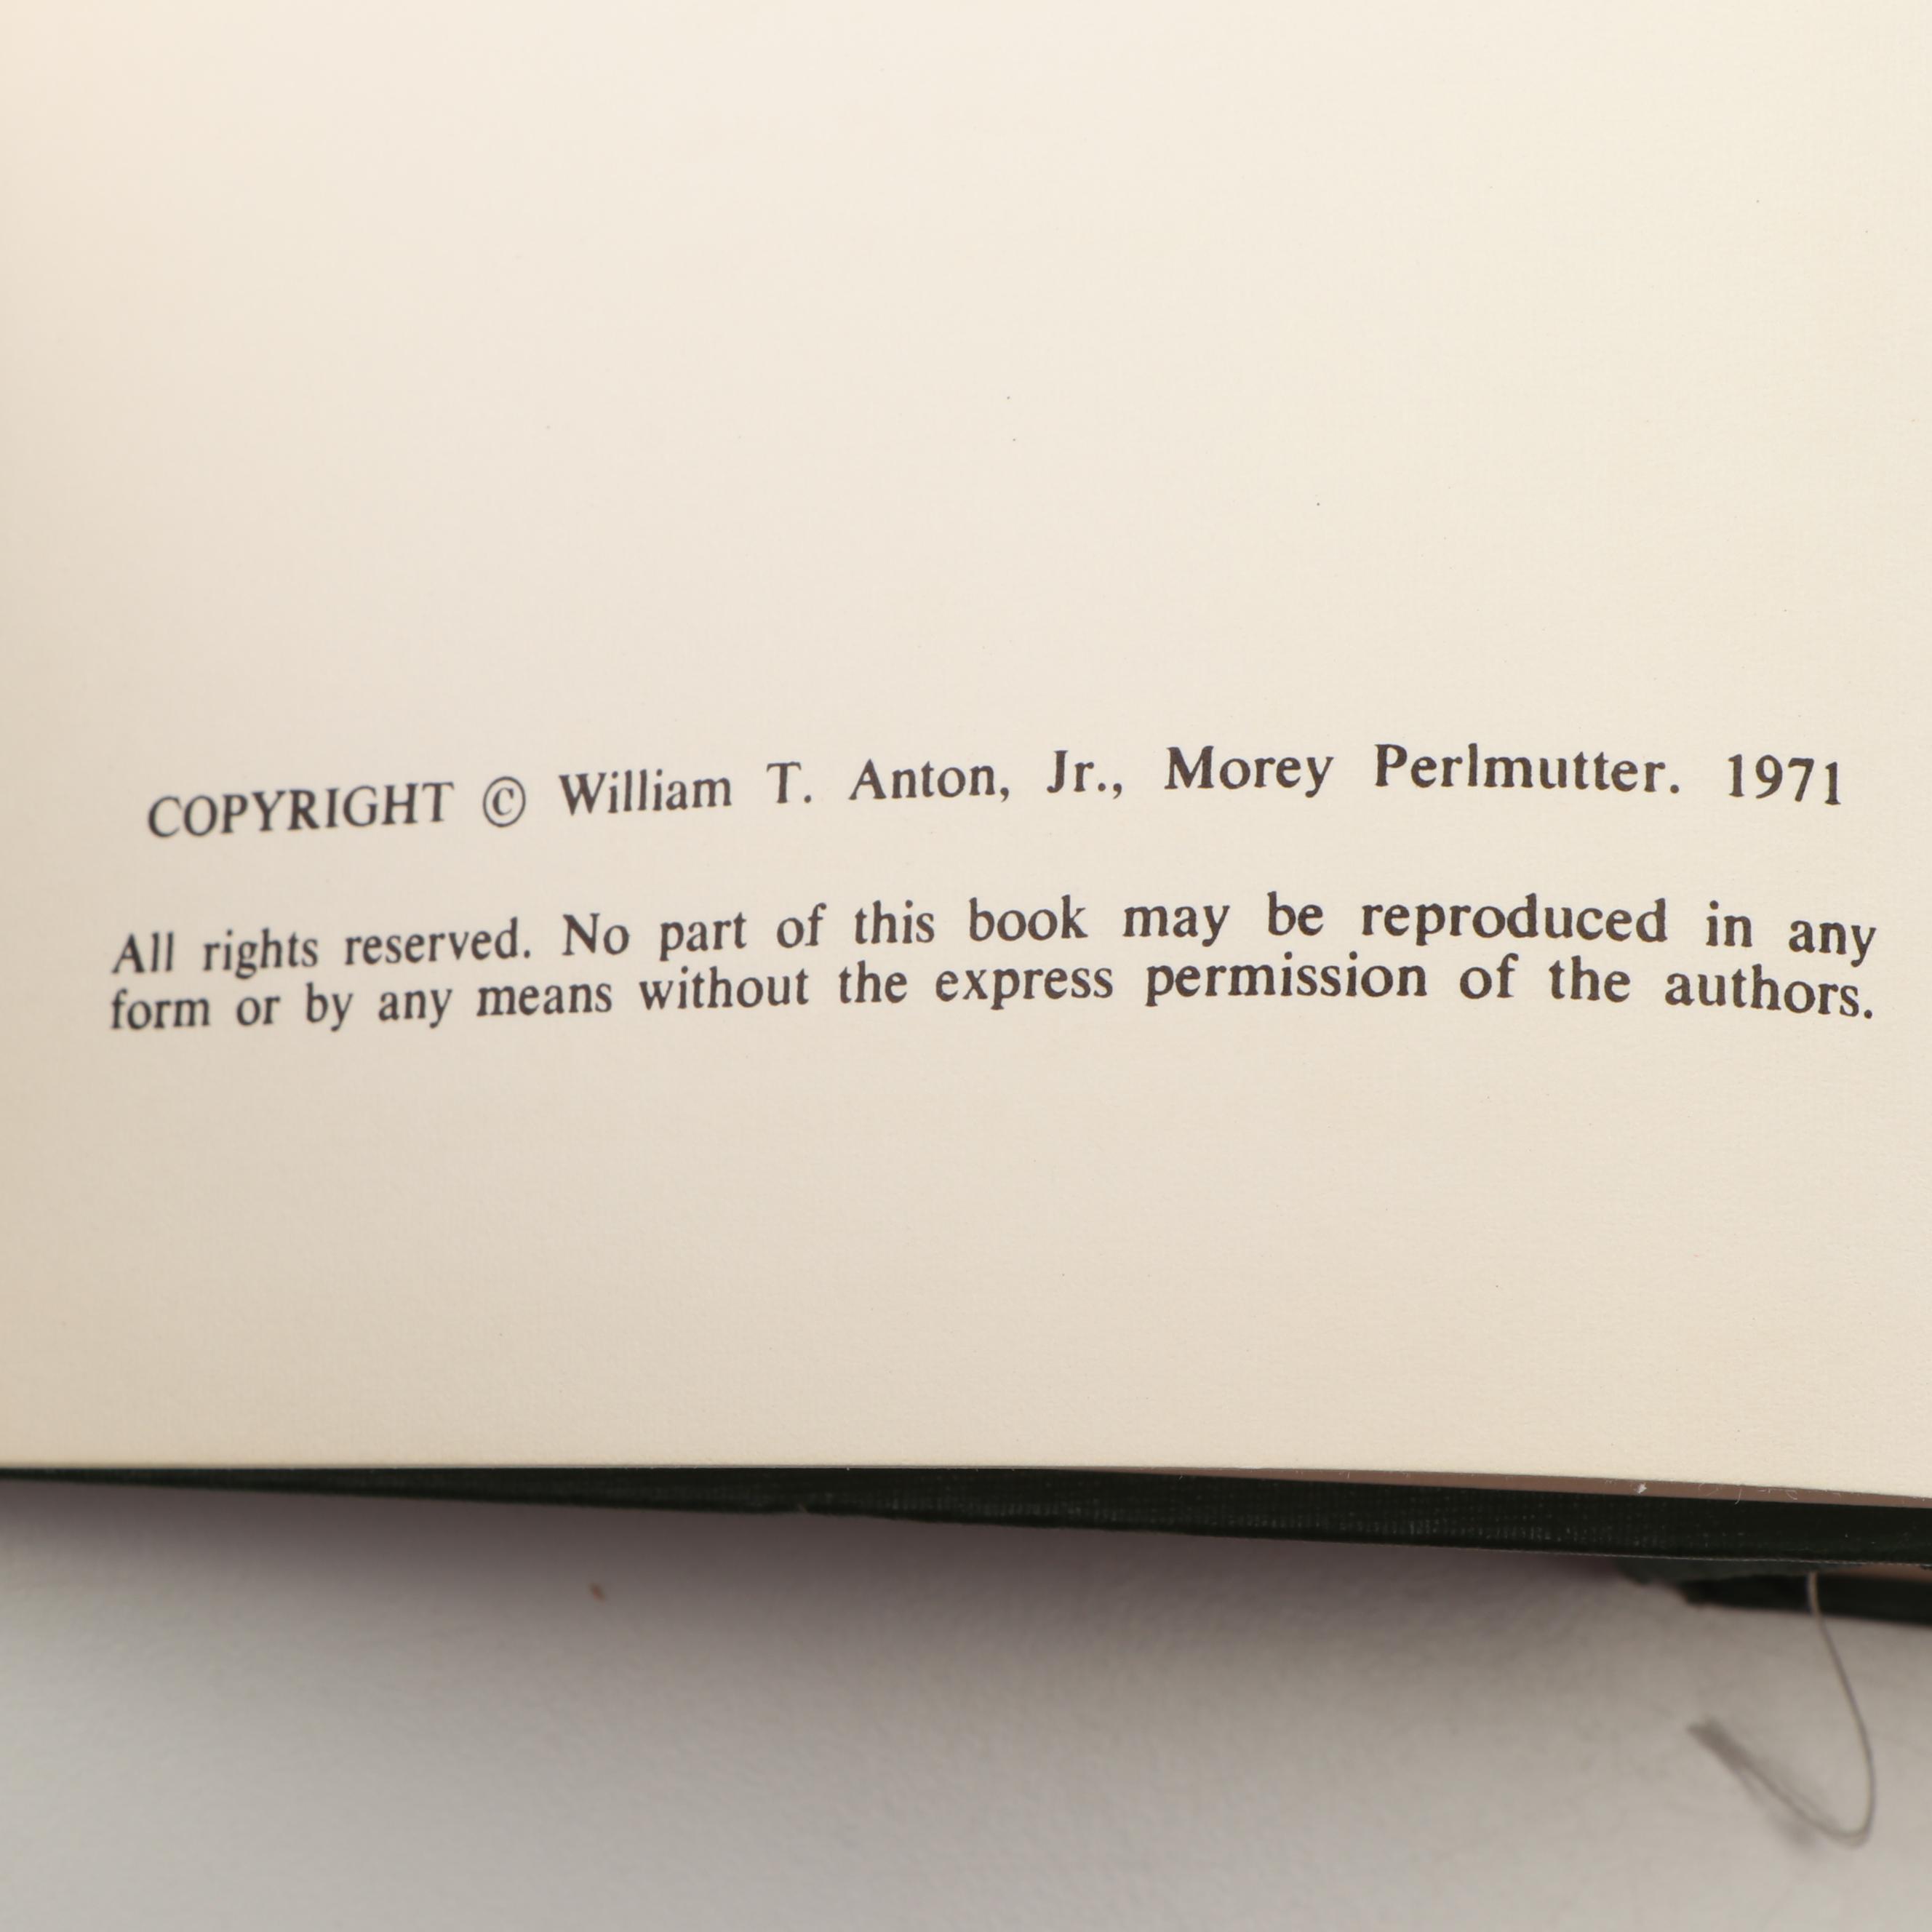 COPYRIGHT © William T. Anton, Jr., Morey Perlmutter. 1971
All rights reserved. No part of this book may be reproduced in any
form or by any means without the express permission of the authors.